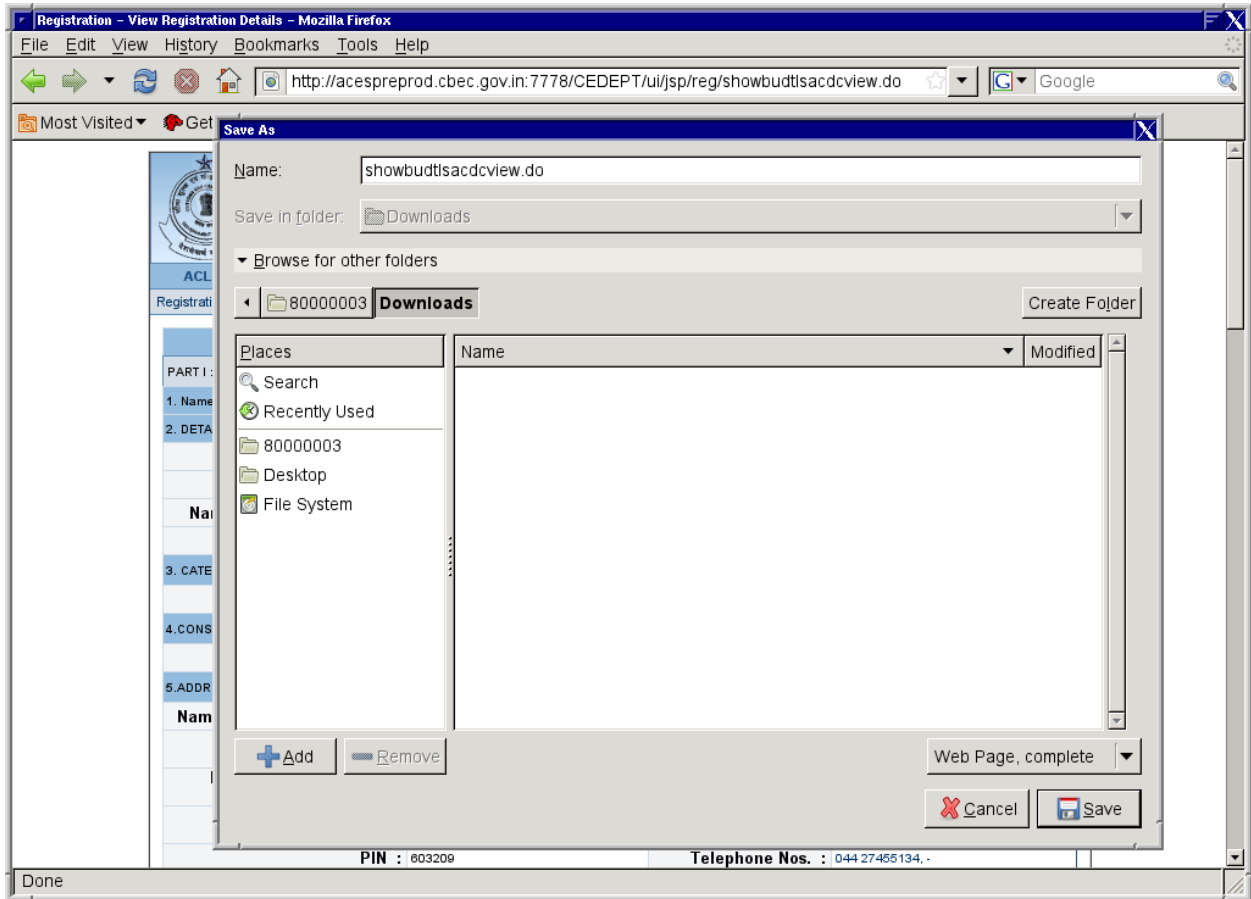 Registration - View Registration Details - Mozilla Firefox
File Edit View History Bookmarks Tools Help
http://acespreprod.cbec.gov.in:7778/CEDEPT/ui/jsp/reg/showbudtlsacdcview.do G Google
Most Visited Get
Save As
Name: showbudtlsacdcview.do
Save in folder: Downloads
Browse for other folders
ACL
Registrati 80000003 Downloads Create Folder
Places Name Modified
PART I :
Search
1. Name
Recently Used
2. DETA
80000003
Desktop
File System
Nar
3. CATE
4.CONS
5.ADDR
Nam
Add Remove Web Page, complete
Cancel Save
PIN : 603209 Telephone Nos. : 044 27455134, -
Done